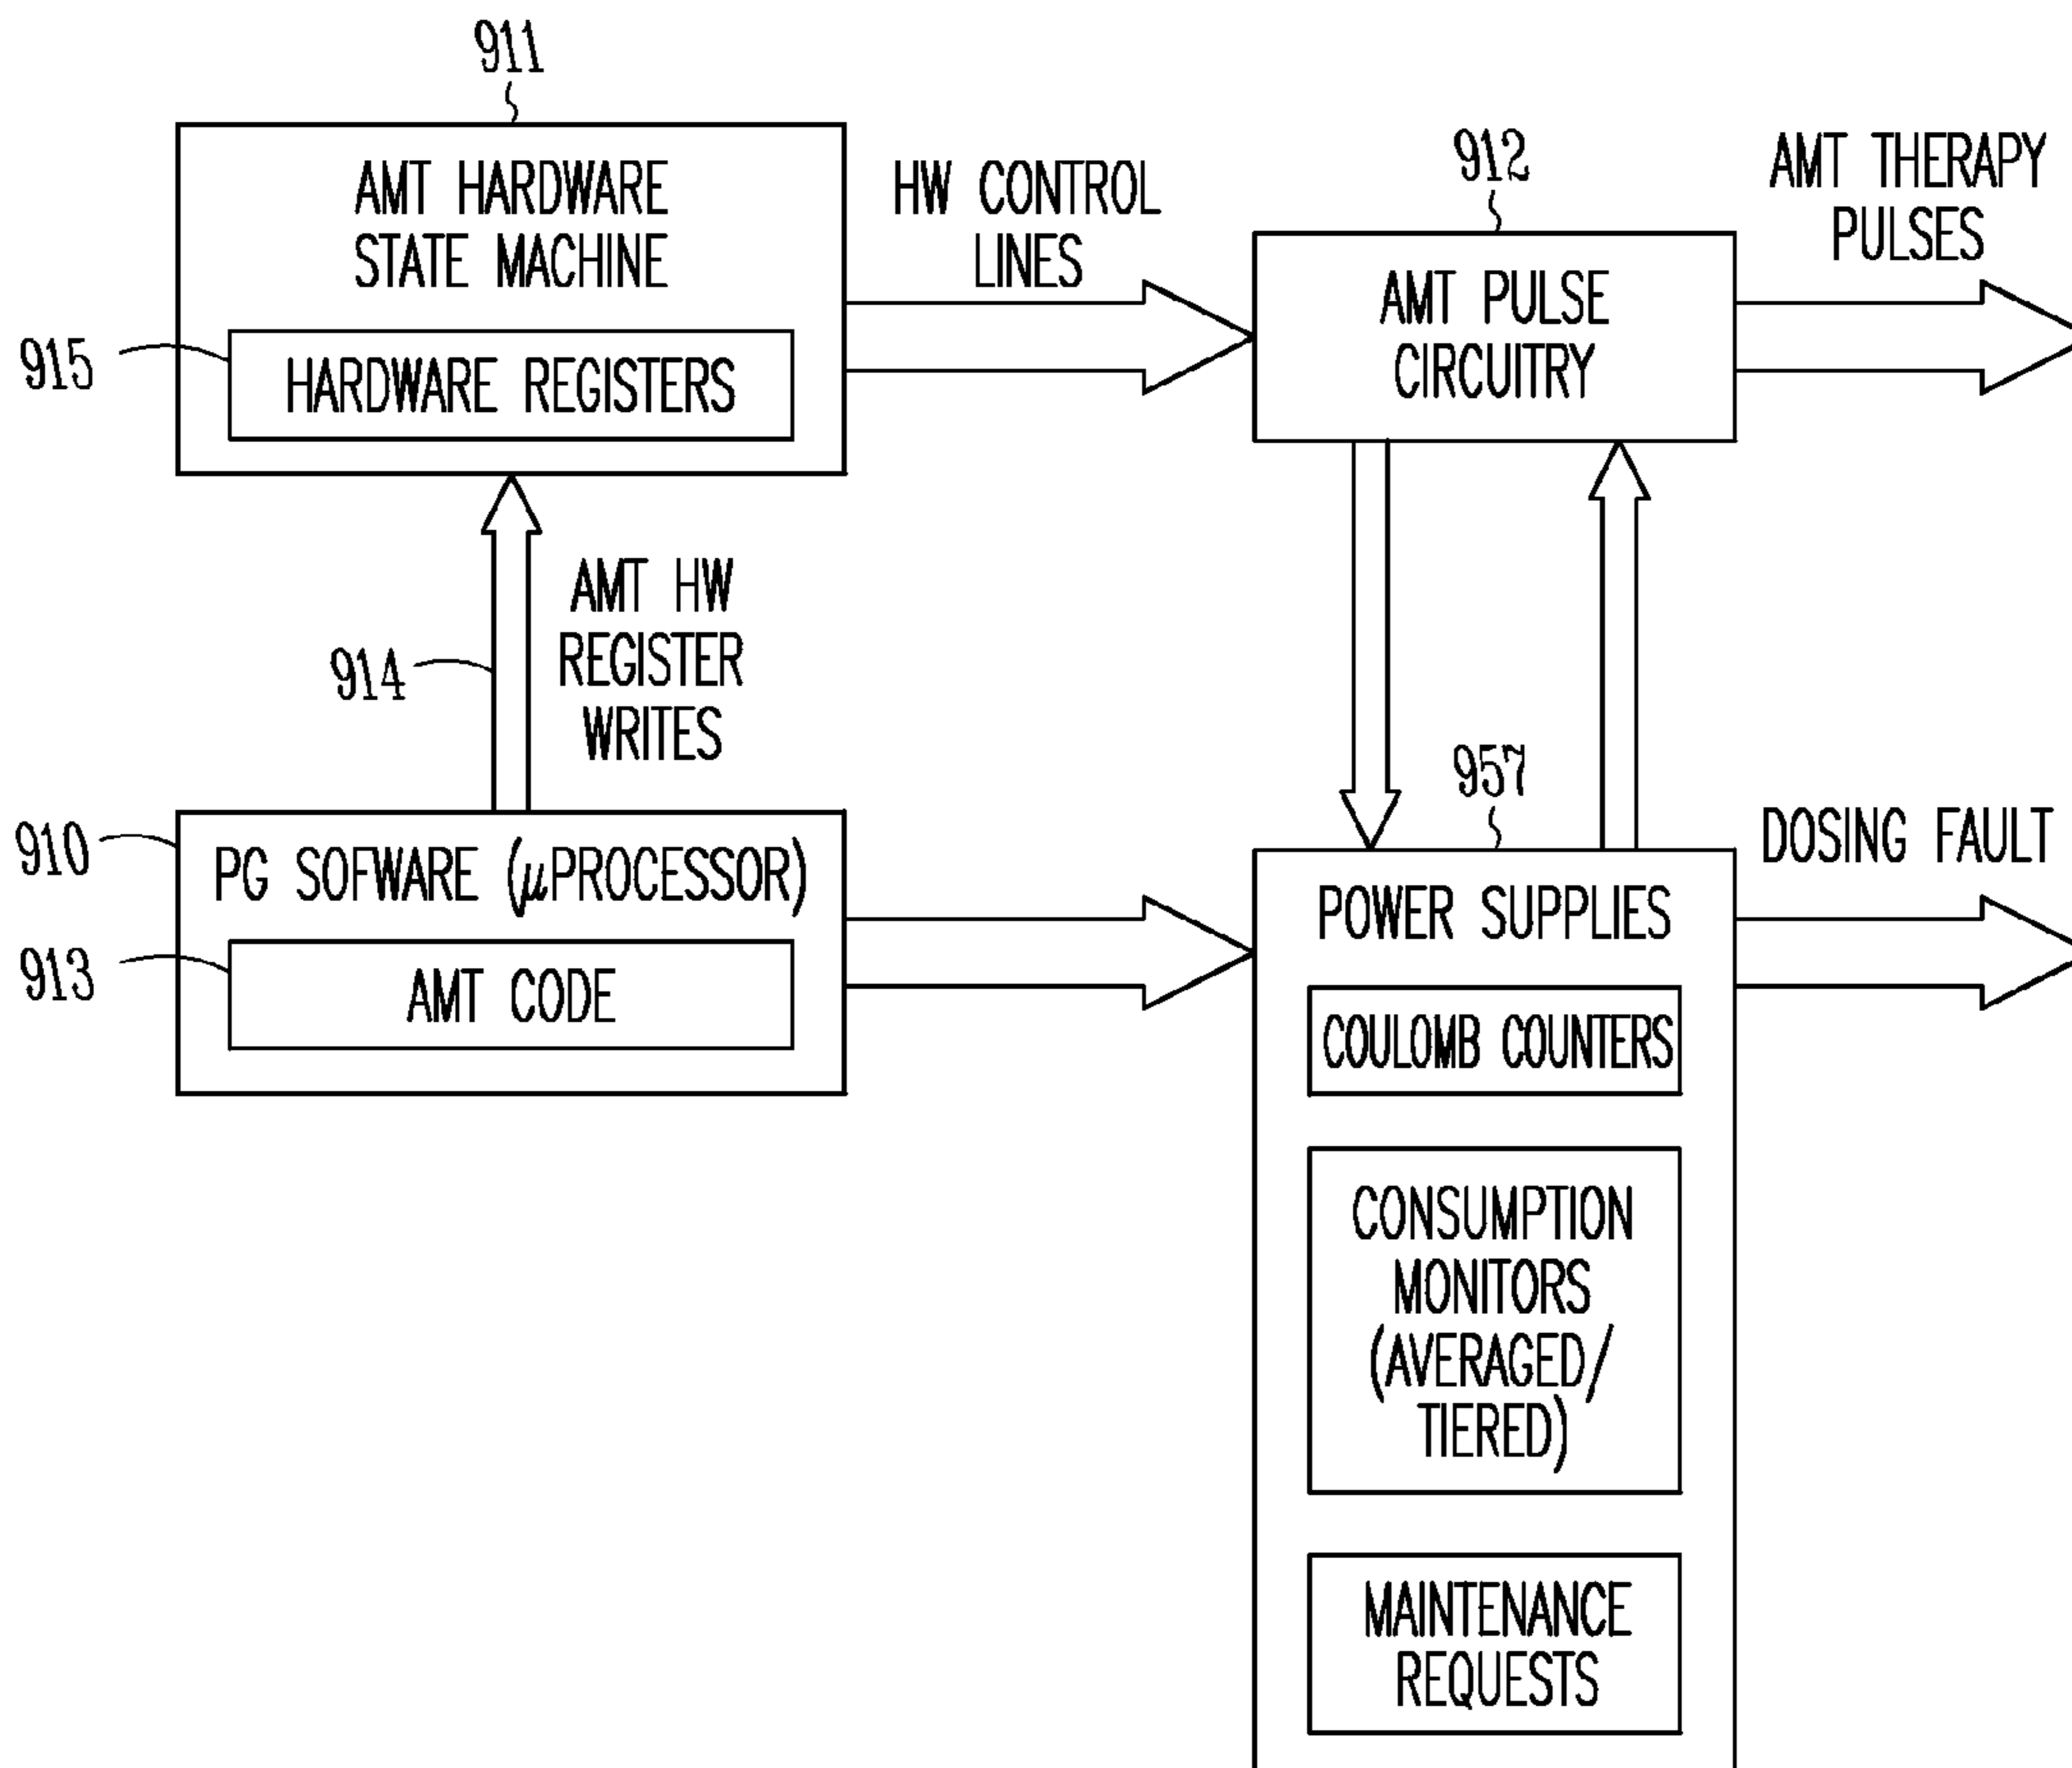 911
AMT HARDWARE
STATE MACHINE
915
HARDWARE REGISTERS
HW CONTROL
LINES
912
AMT PULSE
CIRCUITRY
AMT THERAPY
PULSES
914
AMT HW
REGISTER
WRITES
910
PG SOFWARE (μPROCESSOR)
913
AMT CODE
957
POWER SUPPLIES
COULOMB COUNTERS
CONSUMPTION
MONITORS
(AVERAGED/
TIERED)
MAINTENANCE
REQUESTS
DOSING FAULT